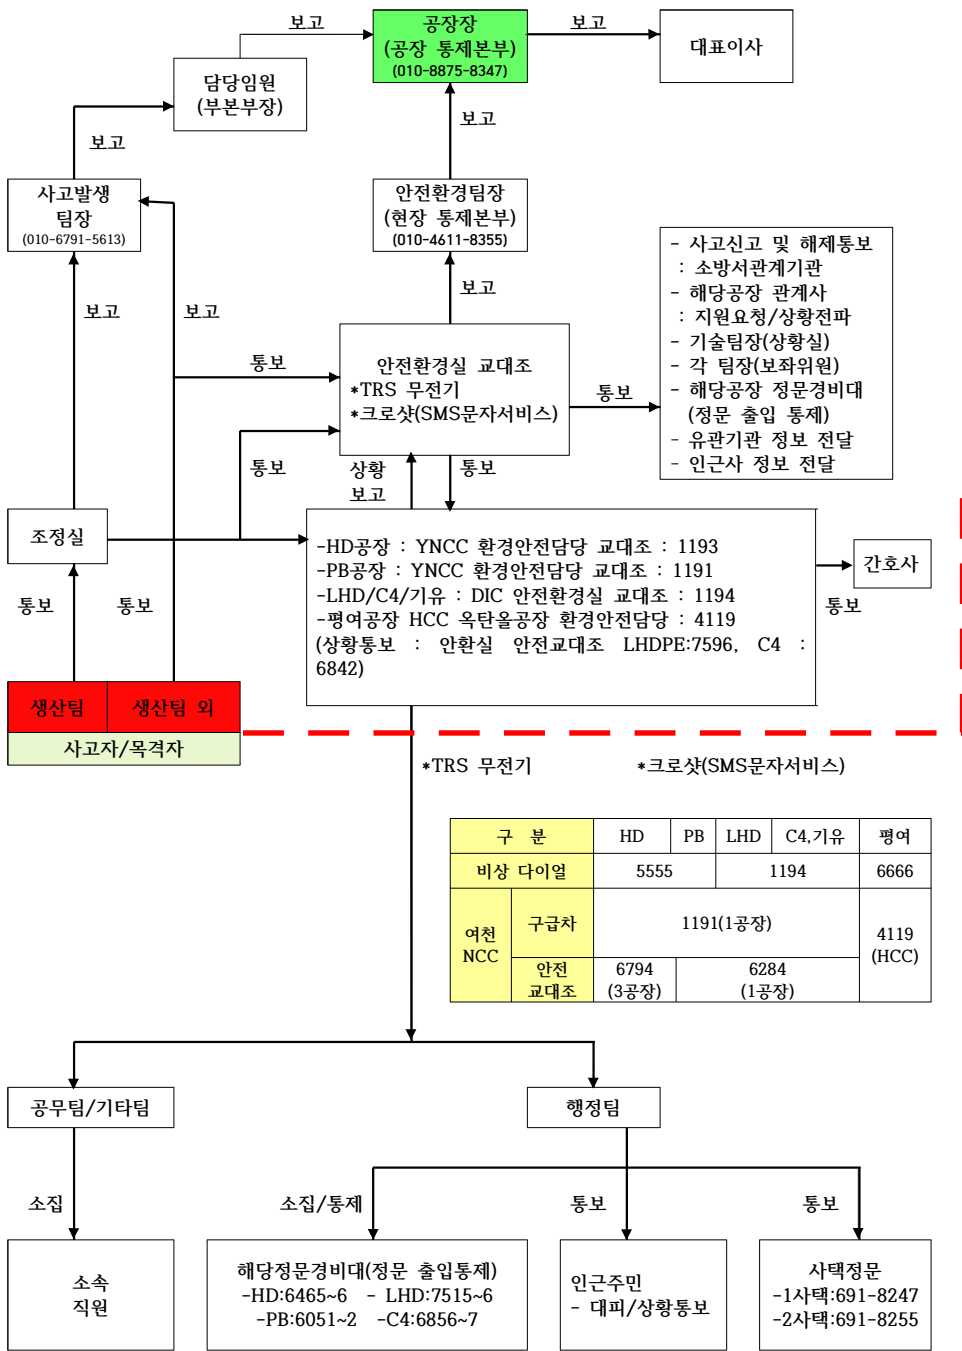 보고
공장장
(공장 통제본부)
(010-8875-8347)
보고
대표이사
담당임원
(부본부장)
보고
보고
사고발생
팀장
(010-6791-5613)
안전환경팀장
(현장 통제본부)
(010-4611-8355)
- 사고신고 및 해제통보
: 소방서관계기관
- 해당공장 관계사
: 지원요청/상황전파
- 기술팀장(상황실)
- 각 팀장(보좌위원)
- 해당공장 정문경비대
(정문 출입 통제)
- 유관기관 정보 전달
- 인근사 정보 전달
보고
보고
보고
통보
안전환경실 교대조
*TRS 무전기
*크로샷(SMS문자서비스)
통보
통보
상황
보고
통보
조정실
-HD공장 : YNCC 환경안전담당 교대조 : 1193
-PB공장 : YNCC 환경안전담당 교대조 : 1191
-LHD/C4/기유 : DIC 안전환경실 교대조 : 1194
-평여공장 HCC 옥탄올공장 환경안전담당 : 4119
(상황통보 : 안환실 안전교대조 LHDPE:7596, C4 :
6842)
간호사
통보
통보
통보
생산팀
생산팀 외
사고자/목격자
*TRS 무전기
*크로샷(SMS문자서비스)
구 분 HD PB LHD C4,기유 평여
비상 다이얼 5555 1194 6666
여천
NCC
구급차 1191(1공장)
4119
(HCC)
안전
교대조
6794
(3공장)
6284
(1공장)
공무팀/기타팀
행정팀
소집
소집/통제
통보
통보
소속
직원
해당정문경비대(정문 출입통제)
-HD:6465~6 - LHD:7515~6
-PB:6051~2 -C4:6856~7
인근주민
- 대피/상황통보
사택정문
-1사택:691-8247
-2사택:691-8255